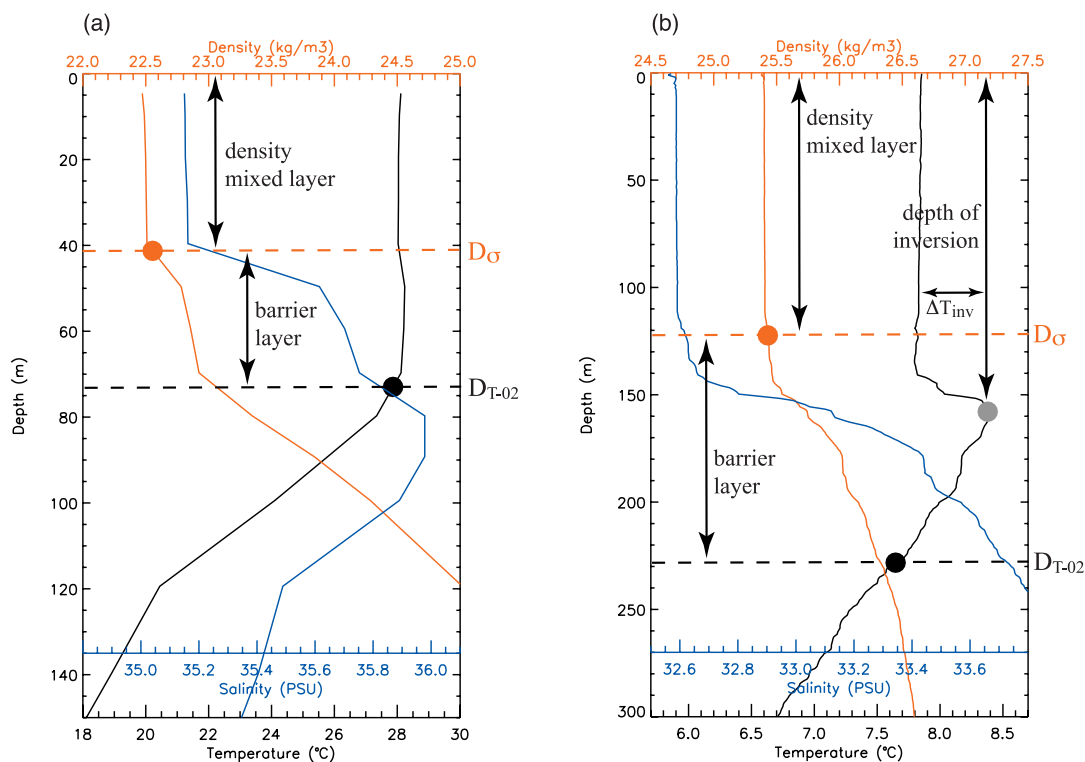 (a)
Density (kg/m3)
22.0 22.5 23.0 23.5 24.0 24.5 25.0
0
20
40
60
80
100
120
140
Depth (m)
density
mixed layer
Dσ
barrier
layer
DT-02
35.0 35.2 35.4 35.6 35.8 36.0
Salinity (PSU)
18 20 22 24 26 28 30
Temperature (°C)
(b)
Density (kg/m3)
24.5 25.0 25.5 26.0 26.5 27.0 27.5
0
50
100
150
200
250
300
Depth (m)
density
mixed layer
depth of
inversion
ΔTinv
Dσ
barrier
layer
DT-02
32.6 32.8 33.0 33.2 33.4 33.6
Salinity (PSU)
6.0 6.5 7.0 7.5 8.0 8.5
Temperature (°C)